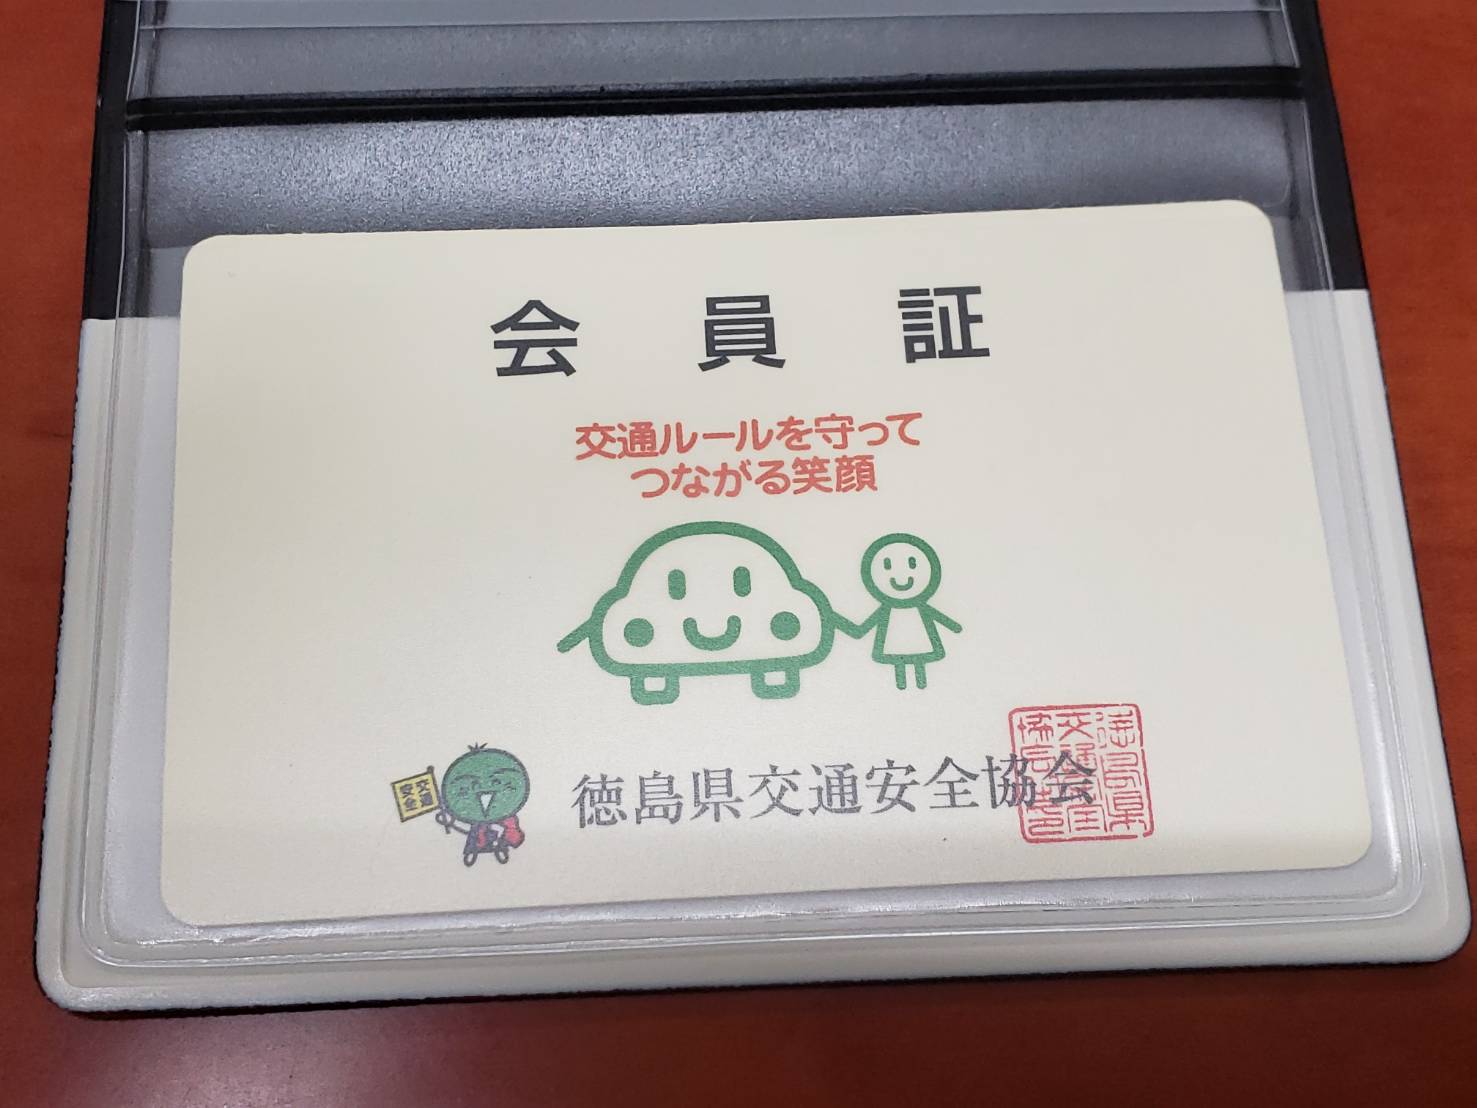 会員証
交通ルールを守って
つながる笑顔
交通
安全
徳島県交通安全協会